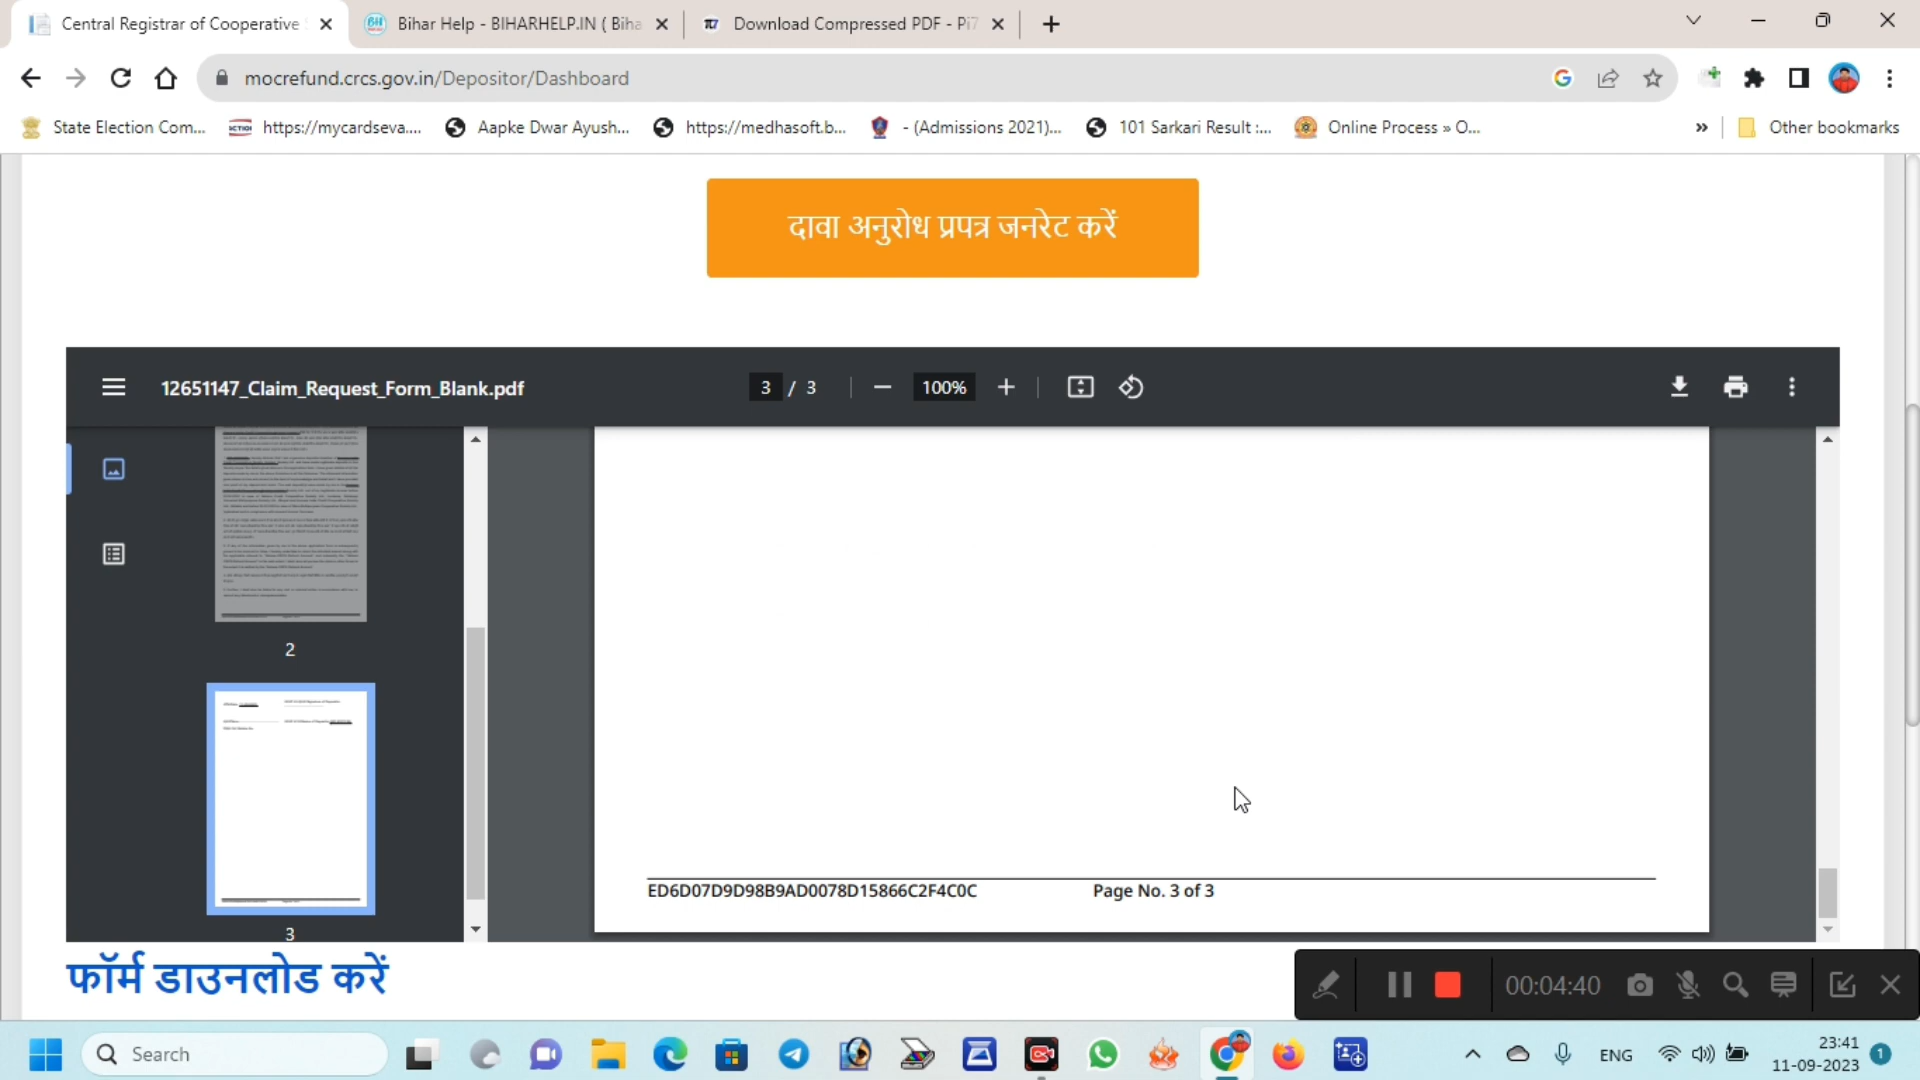 Central Registrar of Cooperative
Bihar Help - BIHARHELP.IN ( Biha
Download Compressed PDF - Pi7
mocrefund.crcs.gov.in/Depositor/Dashboard
State Election Com...
https://mycardseva....
Aapke Dwar Ayush...
https://medhasoft.b...
- (Admissions 2021)...
101 Sarkari Result :...
Online Process » O...
»
Other bookmarks
दावा अनुरोध प्रपत्र जनरेट करें
12651147_Claim_Request_Form_Blank.pdf
3 / 3
100%
2
3
ED6D07D9D98B9AD0078D15866C2F4C0C
Page No. 3 of 3
फॉर्म डाउनलोड करें
00:04:40
Search
ENG
23:41
11-09-2023
1